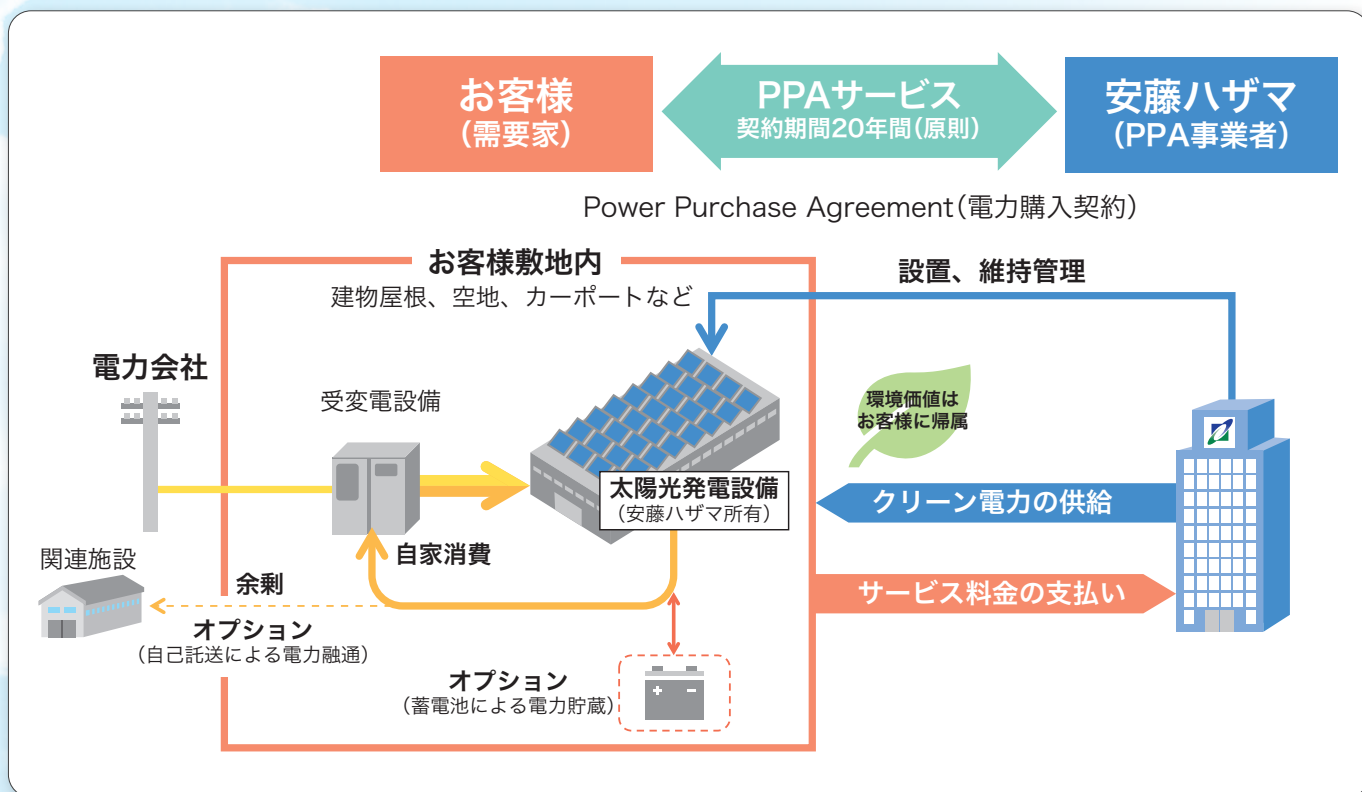 お客様
(需要家)
PPAサービス
契約期間20年間(原則)
安藤ハザマ
(PPA事業者)
Power Purchase Agreement(電力購入契約)
お客様敷地内
建物屋根、空地、カーポートなど
設置、維持管理
電力会社
受変電設備
環境価値は
お客様に帰属
太陽光発電設備
(安藤ハザマ所有)
クリーン電力の供給
関連施設
自家消費
余剰
サービス料金の支払い
オプション
(自己託送による電力融通)
オプション
(蓄電池による電力貯蔵)